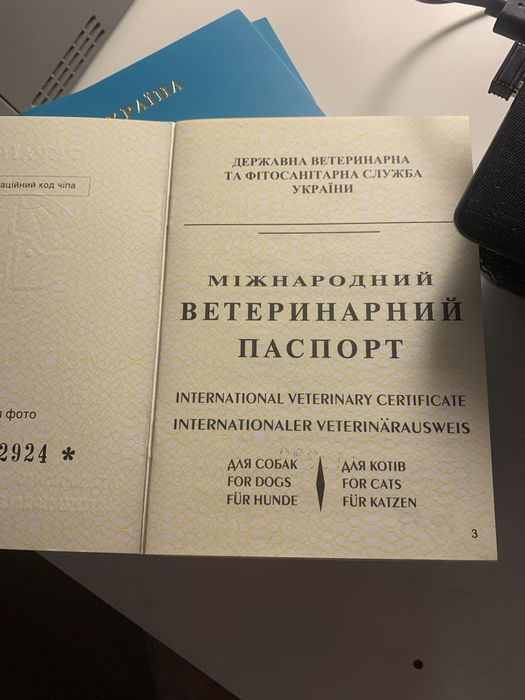 аційний код чіпа
фото
2924 *
ДЕРЖАВНА ВЕТЕРИНАРНА
ТА ФІТОСАНІТАРНА СЛУЖБА
УКРАЇНИ
МІЖНАРОДНИЙ
ВЕТЕРИНАРНИЙ
ПАСПОРТ
INTERNATIONAL VETERINARY CERTIFICATE
INTERNATIONALER VETERINÄRAUSWEIS
ДЛЯ СОБАК
FOR DOGS
FÜR HUNDE
ДЛЯ КОТІВ
FOR CATS
FÜR KATZEN
3